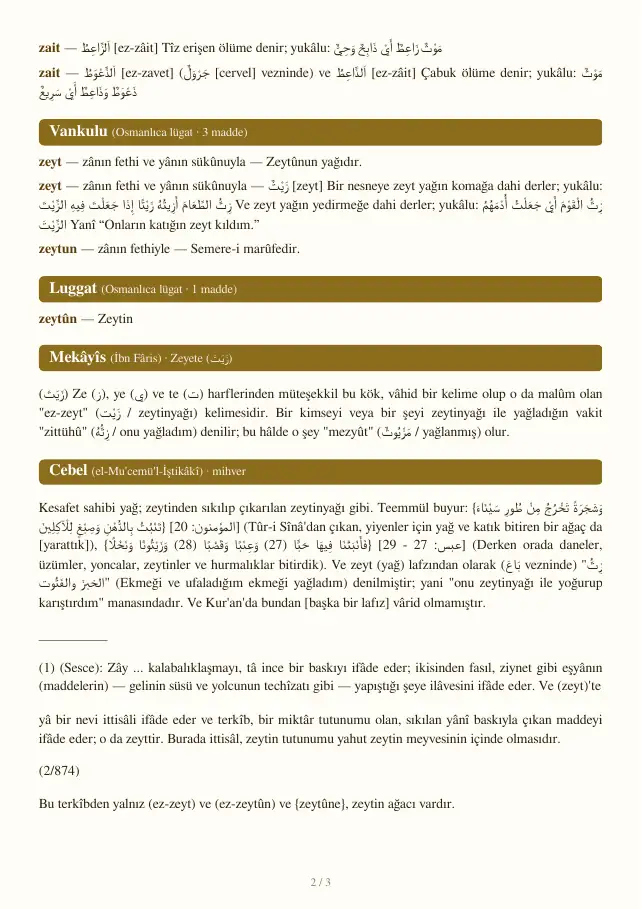 zait — اَلزَّاعِطُ [ez-zâit] Tîz erişen ölüme denir; yukâlu: مَوْتٌ زَاعِطٌ أَيْ ذَابِحٌ وَحِيٌّ
zait — اَلذَّعْوَطُ [ez-zavet] (جَرْوَلٌ [cervel] vezninde) ve اَلذَّاعِطُ [ez-zâit] Çabuk ölüme denir; yukâlu: مَوْتٌ
ذَعْوَطٌ وَذَاعِطٌ أَيْ سَرِيعٌ
Vankulu (Osmanlıca lügat · 3 madde)
zeyt — zânın fethi ve yânın sükûnuyla — Zeytûnun yağıdır.
zeyt — zânın fethi ve yânın sükûnuyla — زَيْتٌ [zeyt] Bir nesneye zeyt yağın komağa dahi derler; yukâlu:
زِتُّ الطَّعَامَ أَزِيتُهُ زَيْتًا إِذَا جَعَلْتَ فِيهِ الزَّيْتَ Ve zeyt yağın yedirmeğe dahi derler; yukâlu: زِتُّ الْقَوْمَ أَيْ جَعَلْتُ أُدْمَهُمُ
الزَّيْتَ Yanî “Onların katığın zeyt kıldım.”
zeytun — zânın fethiyle — Semere-i marûfedir.
Luggat (Osmanlıca lügat · 1 madde)
zeytûn — Zeytin
Mekâyîs (İbn Fâris) · Zeyete (زَيَتَ)
(زَيَتَ) Ze (ز), ye (ي) ve te (ت) harflerinden müteşekkil bu kök, vâhid bir kelime olup o da malûm olan
"ez-zeyt" (زَيْت / zeytinyağı) kelimesidir. Bir kimseyi veya bir şeyi zeytinyağı ile yağladığın vakit
"zittühû" (زِتُّهُ / onu yağladım) denilir; bu hâlde o şey "mezyût" (مَزْيُوتٌ / yağlanmış) olur.
Cebel (el-Mu'cemü'l-İştikâkî) · mihver
Kesafet sahibi yağ; zeytinden sıkılıp çıkarılan zeytinyağı gibi. Teemmül buyur: {وَشَجَرَةً تَخْرُجُ مِنْ طُورِ سَيْنَاءَ
تَنْبُتُ بِالدُّهْنِ وَصِبْغٍ لِلْآكِلِينَ} [المؤمنون: 20] (Tûr-i Sînâ'dan çıkan, yiyenler için yağ ve katık bitiren bir ağaç da
[yarattık]), {فَأَنْبَتْنَا فِيهَا حَبًّا (27) وَعِنَبًا وَقَضْبًا (28) وَزَيْتُونًا وَنَخْلًا} [عبس: 27 - 29] (Derken orada daneler,
üzümler, yoncalar, zeytinler ve hurmalıklar bitirdik). Ve zeyt (yağ) lafzından olarak (بَاعَ vezninde) "زِتُّ
الخبزَ والفَتُوت" (Ekmeği ve ufaladığım ekmeği yağladım) denilmiştir; yani "onu zeytinyağı ile yoğurup
karıştırdım" manasındadır. Ve Kur'an'da bundan [başka bir lafız] vârid olmamıştır.
(1) (Sesce): Zây ... kalabalıklaşmayı, tâ ince bir baskıyı ifâde eder; ikisinden fasıl, ziynet gibi eşyânın
(maddelerin) — gelinin süsü ve yolcunun techîzatı gibi — yapıştığı şeye ilâvesini ifâde eder. Ve (zeyt)'te
yâ bir nevi ittisâli ifâde eder ve terkîb, bir miktâr tutunumu olan, sıkılan yânî baskıyla çıkan maddeyi
ifâde eder; o da zeyttir. Burada ittisâl, zeytin tutunumu yahut zeytin meyvesinin içinde olmasıdır.
(2/874)
Bu terkîbden yalnız (ez-zeyt) ve (ez-zeytûn) ve {zeytûne}, zeytin ağacı vardır.
2 / 3